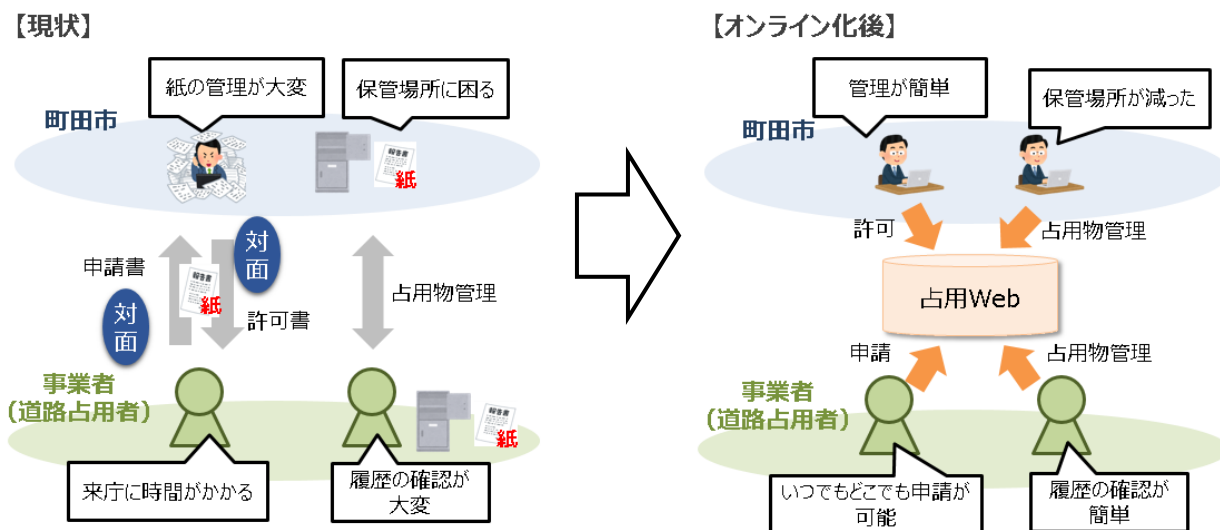 【現状】
紙の管理が大変
保管場所に困る
町田市
報告書
紙
対面
申請書
報告書
紙
対面
許可書
占用物管理
事業者
（道路占用者）
報告書
紙
来庁に時間がかかる
履歴の確認が
大変
【オンライン化後】
管理が簡単
保管場所が減った
町田市
許可
占用物管理
占用Web
申請
占用物管理
事業者
（道路占用者）
いつでもどこでも申請が
可能
履歴の確認が
簡単